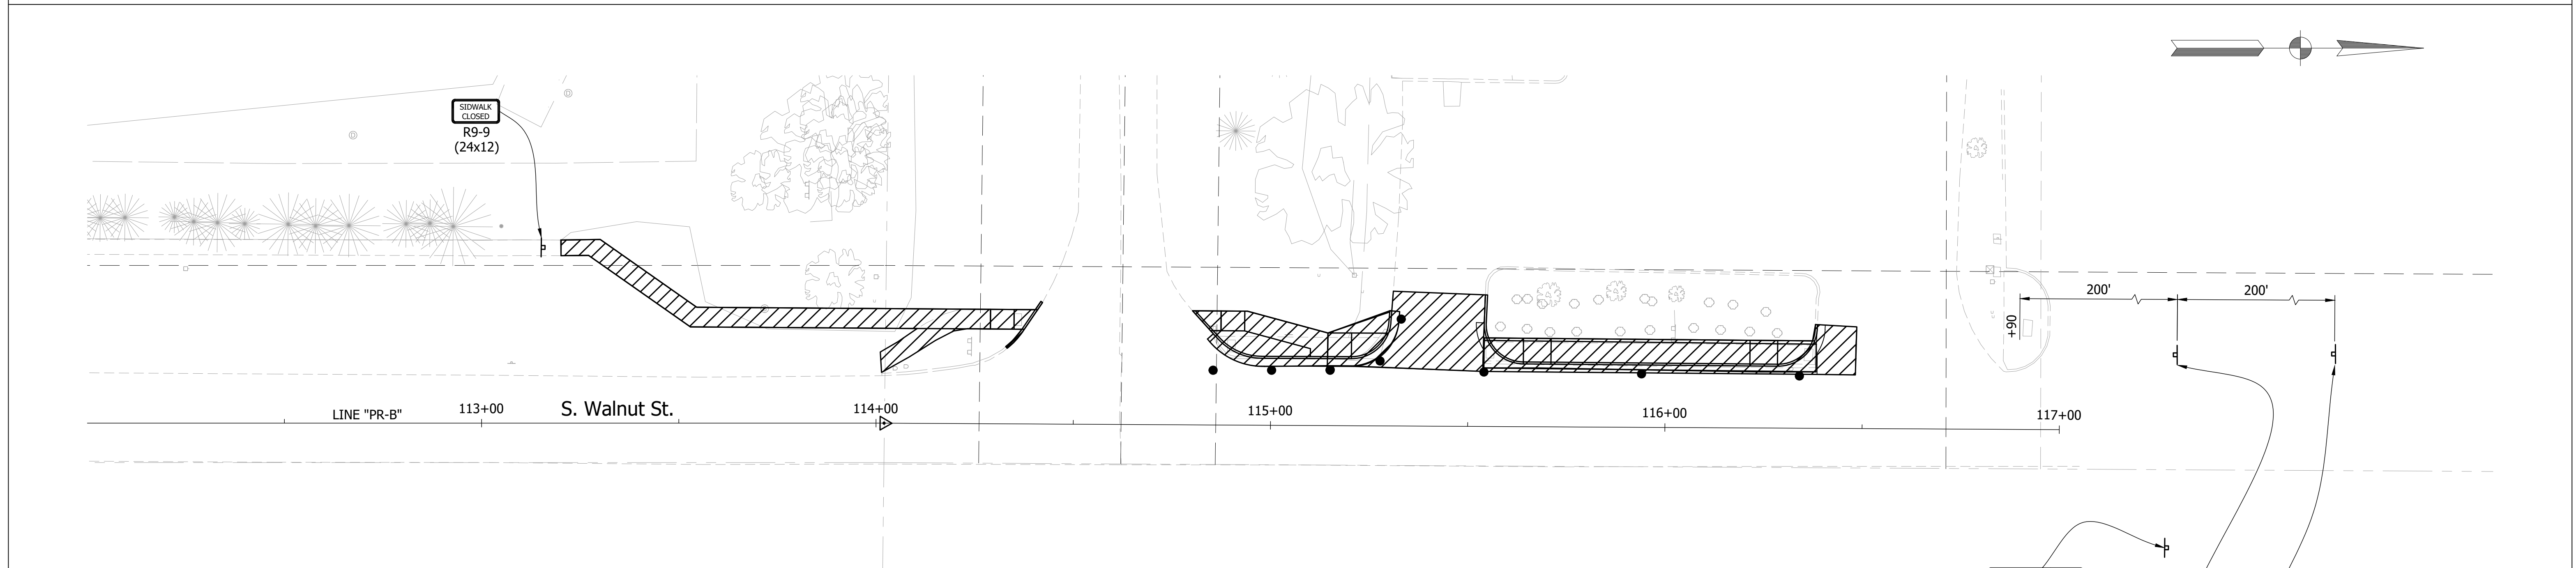 SIDWALK
CLOSED
R9-9
(24x12)
200'
200'
+90
LINE "PR-B"
113+00
S. Walnut St.
114+00
115+00
116+00
117+00